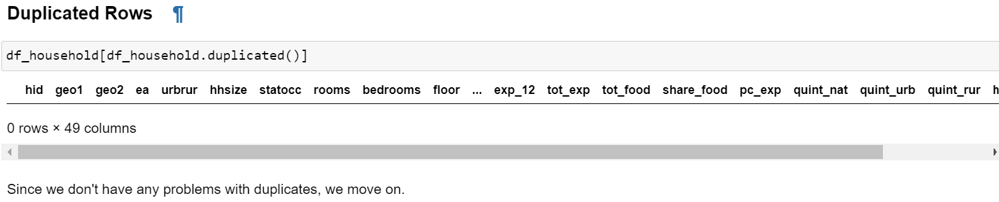 Duplicated Rows ¶
df_household[df_household.duplicated()]
hid geo1 geo2 ea urbrur hhsize statocc rooms bedrooms floor ... exp_12 tot_exp tot_food share_food pc_exp quint_nat quint_urb quint_rur h
0 rows × 49 columns
Since we don't have any problems with duplicates, we move on.